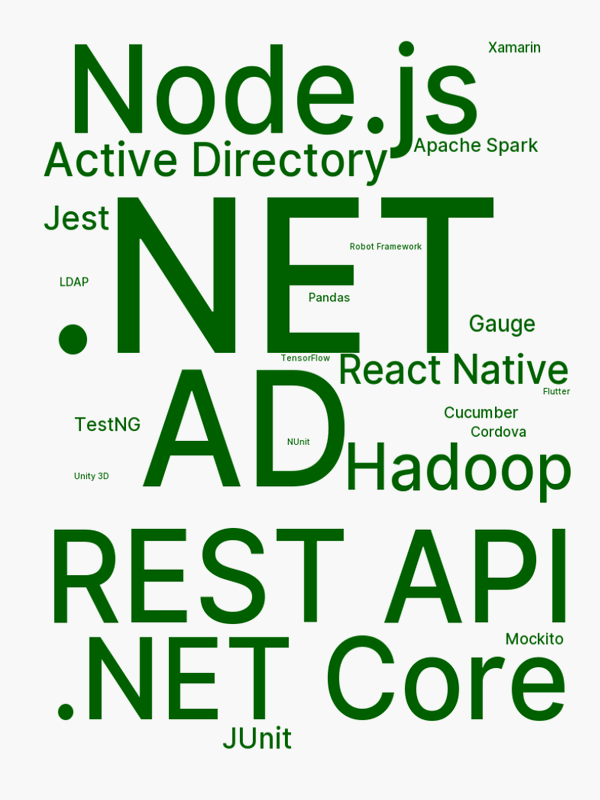 Node.js
Xamarin
Active Directory
Apache Spark
Jest
.NET
Robot Framework
LDAP
Pandas
Gauge
TensorFlow
React Native
Flutter
AD
Cucumber
TestNG
Cordova
NUnit
Hadoop
Unity 3D
REST API
Mockito
.NET Core
JUnit